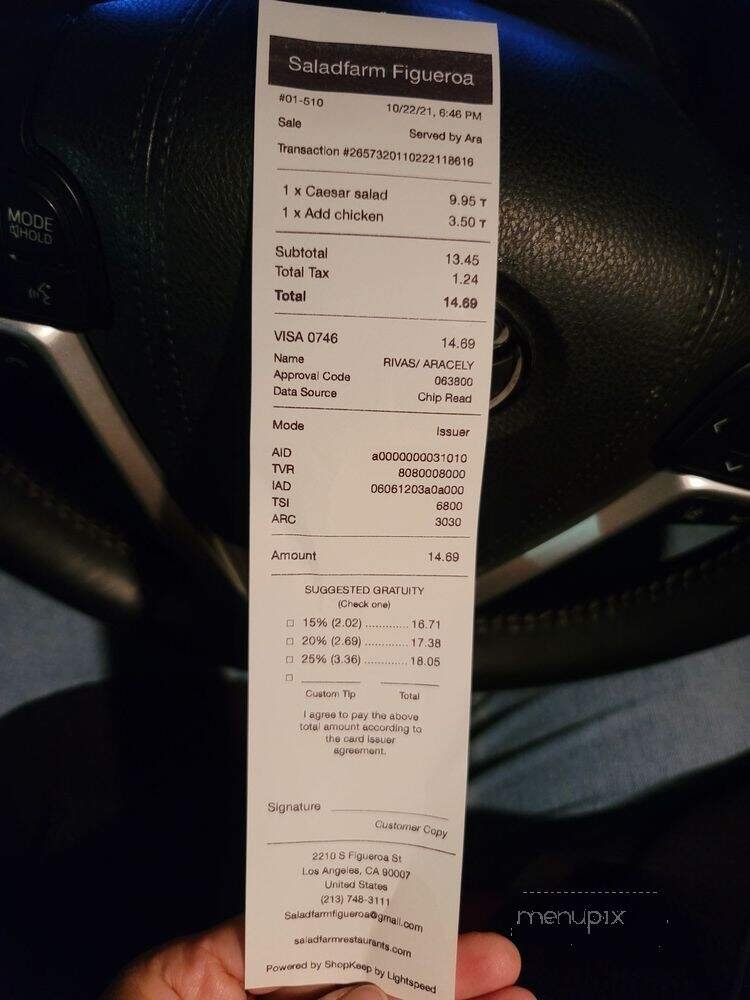 Saladfarm Figueroa
#01-510 10/22/21, 6:46 PM
Sale Served by Ara
Transaction #2657320110222118616
1 x Caesar salad 9.95 T
1 x Add chicken 3.50 T
Subtotal 13.45
Total Tax 1.24
Total 14.69
VISA 0746 14.69
Name RIVAS/ ARACELY
Approval Code 063800
Data Source Chip Read
Mode Issuer
AID a0000000031010
TVR 8080008000
IAD 06061203a0a000
TSI 6800
ARC 3030
Amount 14.69
SUGGESTED GRATUITY
(Check one)
15% (2.02) ............. 16.71
20% (2.69) ............. 17.38
25% (3.36) ............. 18.05
Custom Tip Total
I agree to pay the above
total amount according to
the card issuer
agreement.
Signature
Customer Copy
2210 S Figueroa St
Los Angeles, CA 90007
United States
(213) 748-3111
Saladfarmfigueroa@gmail.com
saladfarmrestaurants.com
Powered by ShopKeep by Lightspeed
MODE
HOLD
menupix